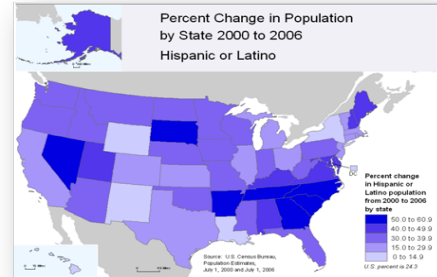 Percent Change in Population
by State 2000 to 2006
Hispanic or Latino
DC
Percent change
in Hispanic or
Latino population
from 2000 to 2006
by state
50.0 to 60.9
40.0 to 49.9
30.0 to 39.9
15.0 to 29.9
0 to 14.9
U.S. percent is 24.3
Source: U.S. Census Bureau,
Population Estimates,
July 1, 2000 and July 1, 2006